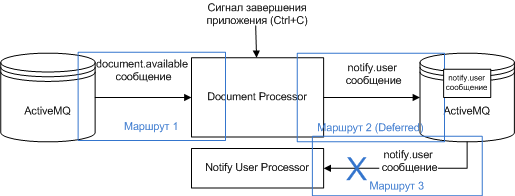 Сигнал завершения
приложения (Ctrl+C)
document.available
сообщение
ActiveMQ
Маршрут 1
Document Processor
notify.user
сообщение
Маршрут 2 (Deferred)
notify.user
сообщение
ActiveMQ
Notify User Processor
notify.user
сообщение
Маршрут 3